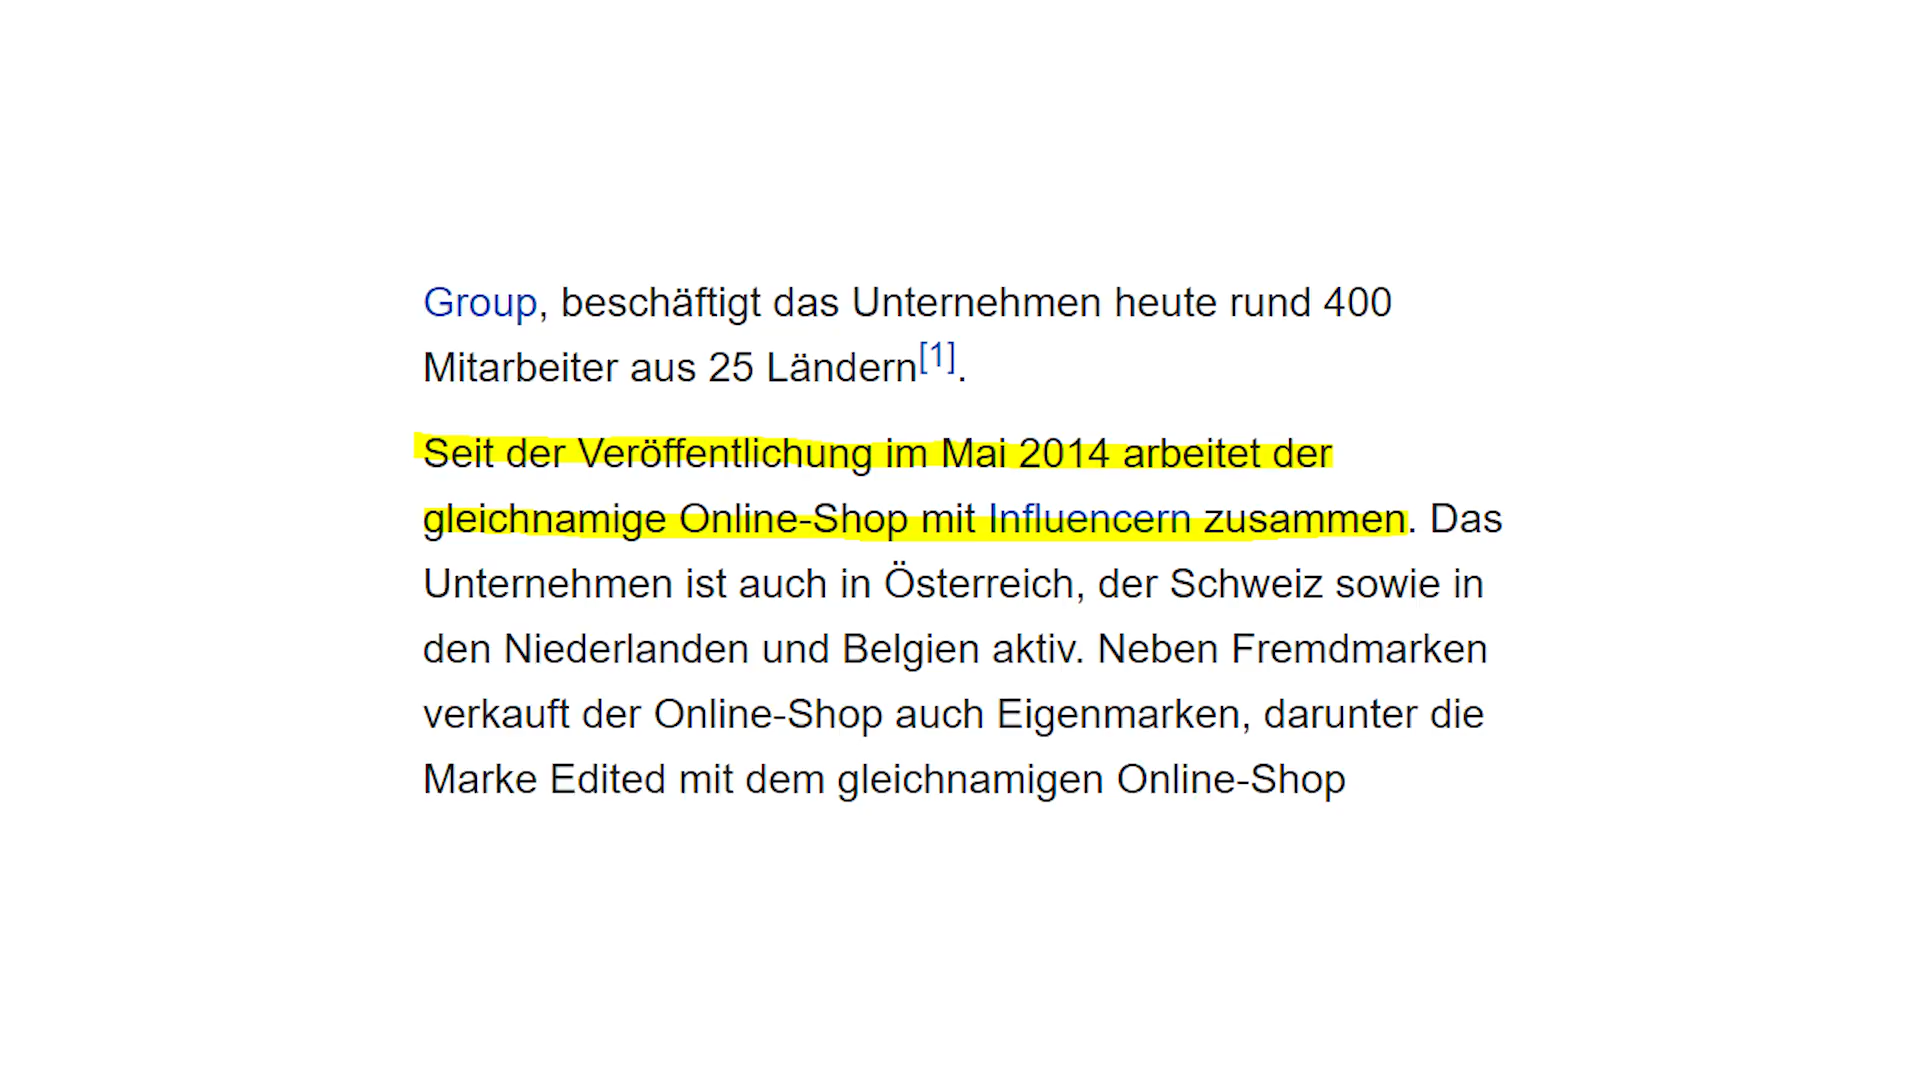 Group, beschäftigt das Unternehmen heute rund 400
Mitarbeiter aus 25 Ländern[1].
Seit der Veröffentlichung im Mai 2014 arbeitet der
gleichnamige Online-Shop mit Influencern zusammen. Das
Unternehmen ist auch in Österreich, der Schweiz sowie in
den Niederlanden und Belgien aktiv. Neben Fremdmarken
verkauft der Online-Shop auch Eigenmarken, darunter die
Marke Edited mit dem gleichnamigen Online-Shop